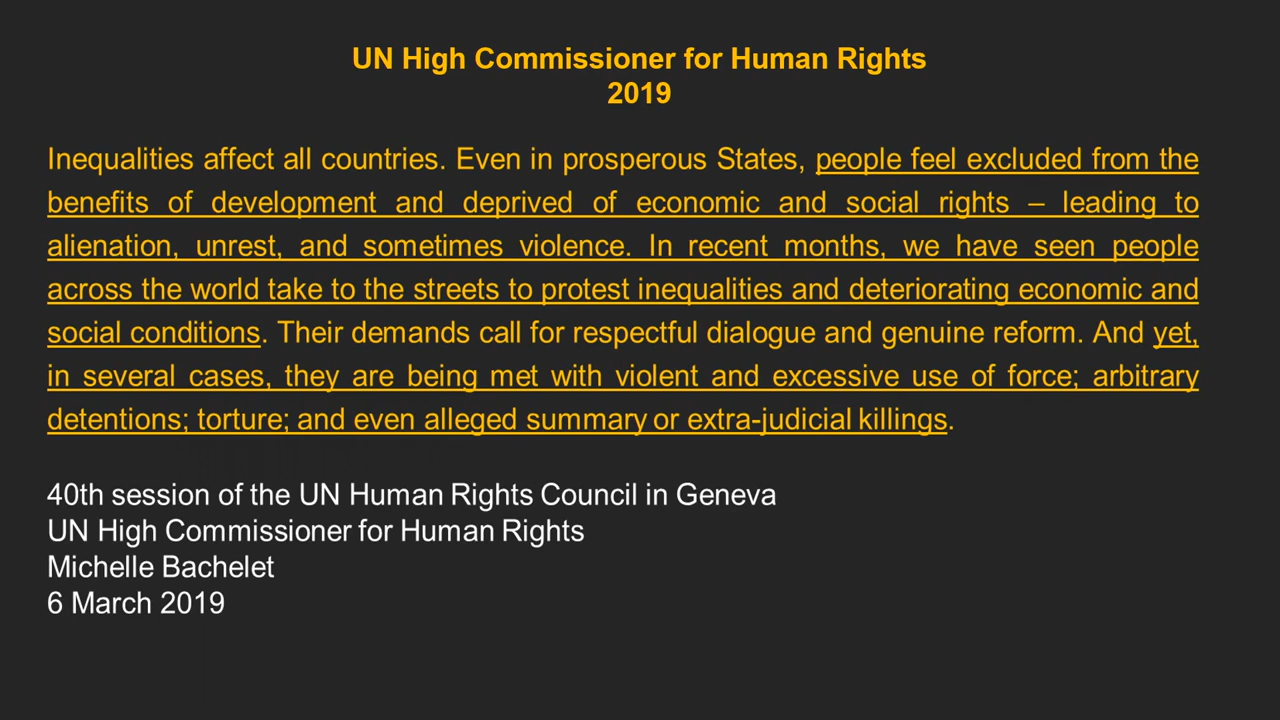 UN High Commissioner for Human Rights
2019
Inequalities affect all countries. Even in prosperous States, people feel excluded from the
benefits of development and deprived of economic and social rights – leading to
alienation, unrest, and sometimes violence. In recent months, we have seen people
across the world take to the streets to protest inequalities and deteriorating economic and
social conditions. Their demands call for respectful dialogue and genuine reform. And yet,
in several cases, they are being met with violent and excessive use of force; arbitrary
detentions; torture; and even alleged summary or extra-judicial killings.
40th session of the UN Human Rights Council in Geneva
UN High Commissioner for Human Rights
Michelle Bachelet
6 March 2019